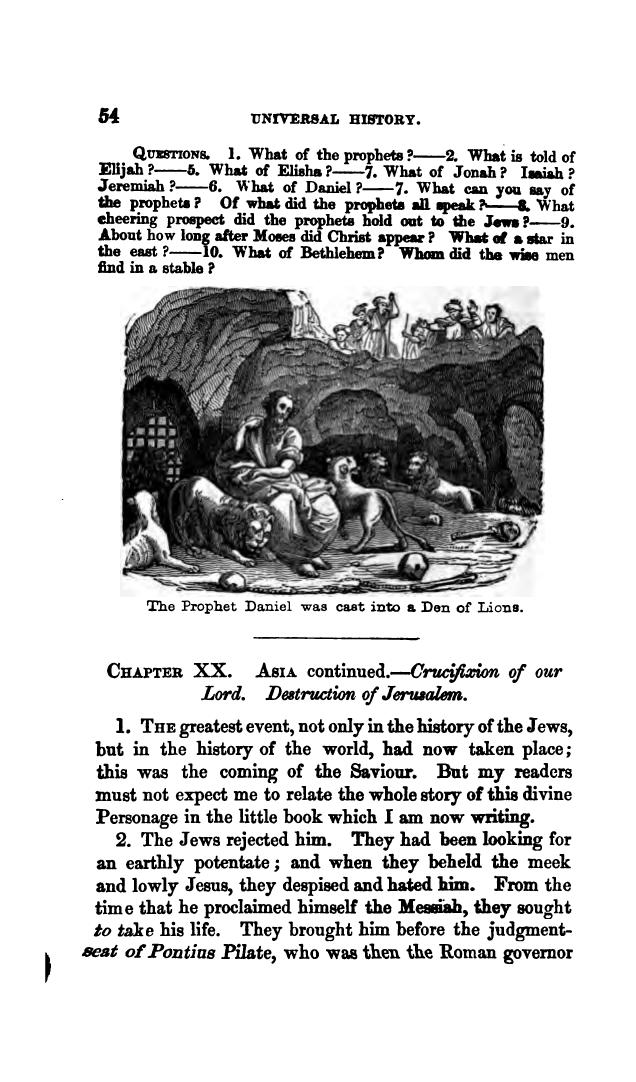 54 UNIVERSAL HISTORY.
QUESTIONS. 1. What of the prophets?——2. What is told of
Elijah?——5. What of Elisha?——7. What of Jonah? Isaiah?
Jeremiah?——6. What of Daniel?——7. What can you say of
the prophets? Of what did the prophets all speak?——8. What
cheering prospect did the prophets hold out to the Jews?——9.
About how long after Moses did Christ appear? What of a star in
the east?——10. What of Bethlehem? Whom did the wise men
find in a stable?
The Prophet Daniel was cast into a Den of Lions.
CHAPTER XX. ASIA continued.—Crucifixion of our
Lord. Destruction of Jerusalem.
1. THE greatest event, not only in the history of the Jews,
but in the history of the world, had now taken place;
this was the coming of the Saviour. But my readers
must not expect me to relate the whole story of this divine
Personage in the little book which I am now writing.
2. The Jews rejected him. They had been looking for
an earthly potentate; and when they beheld the meek
and lowly Jesus, they despised and hated him. From the
time that he proclaimed himself the Messiah, they sought
to take his life. They brought him before the judgment-
seat of Pontius Pilate, who was then the Roman governor